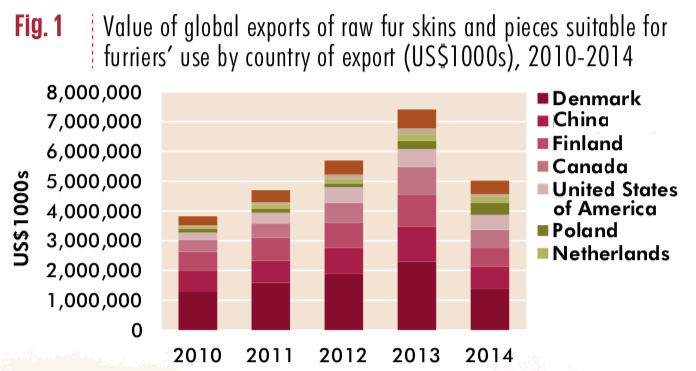 Fig. 1
Value of global exports of raw fur skins and pieces suitable for
furriers' use by country of export (US$1000s), 2010-2014
8,000,000
7,000,000
6,000,000
5,000,000
4,000,000
3,000,000
2,000,000
1,000,000
0
US$1000s
2010 2011 2012 2013 2014
Denmark
China
Finland
Canada
United States
of America
Poland
Netherlands